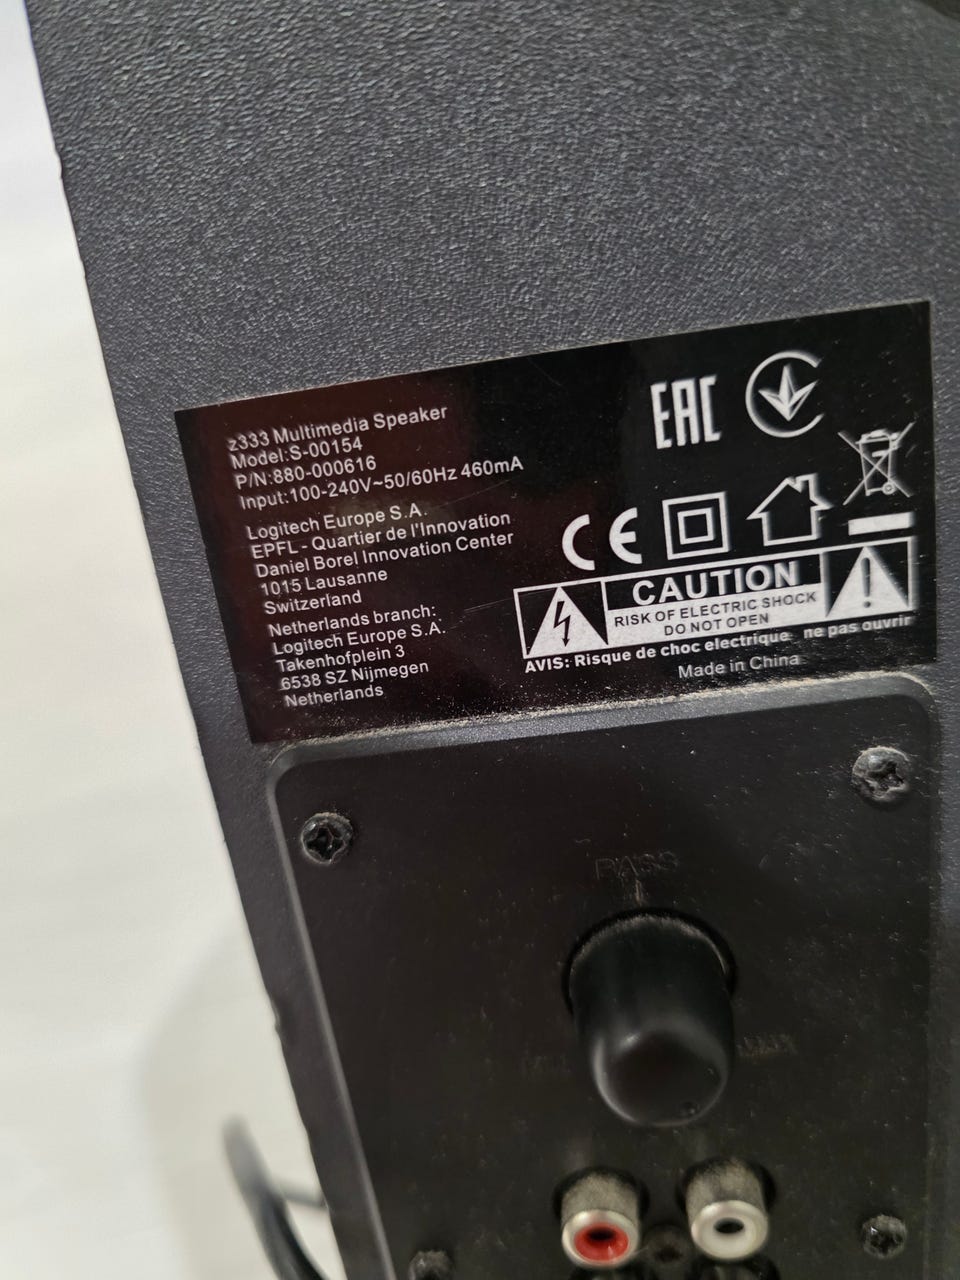 z333 Multimedia Speaker
Model:S-00154
P/N:880-000616
Input:100-240V~50/60Hz 460mA
Logitech Europe S.A.
EPFL - Quartier de l'Innovation
Daniel Borel Innovation Center
1015 Lausanne
Switzerland
Netherlands branch:
Logitech Europe S.A.
Takenhofplein 3
6538 SZ Nijmegen
Netherlands
EAC
CE
CAUTION
RISK OF ELECTRIC SHOCK
DO NOT OPEN
AVIS: Risque de choc electrique ne pas ouvrir
Made in China
BASS